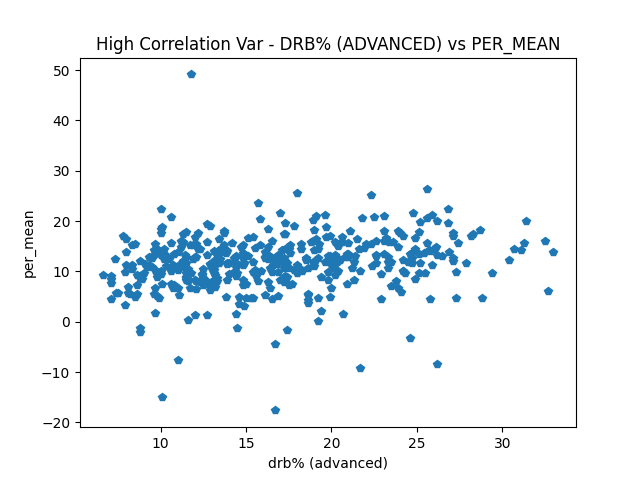 High Correlation Var - DRB% (ADVANCED) vs PER_MEAN
50
40
30
20
10
0
−10
−20
per_mean
10 15 20 25 30
drb% (advanced)